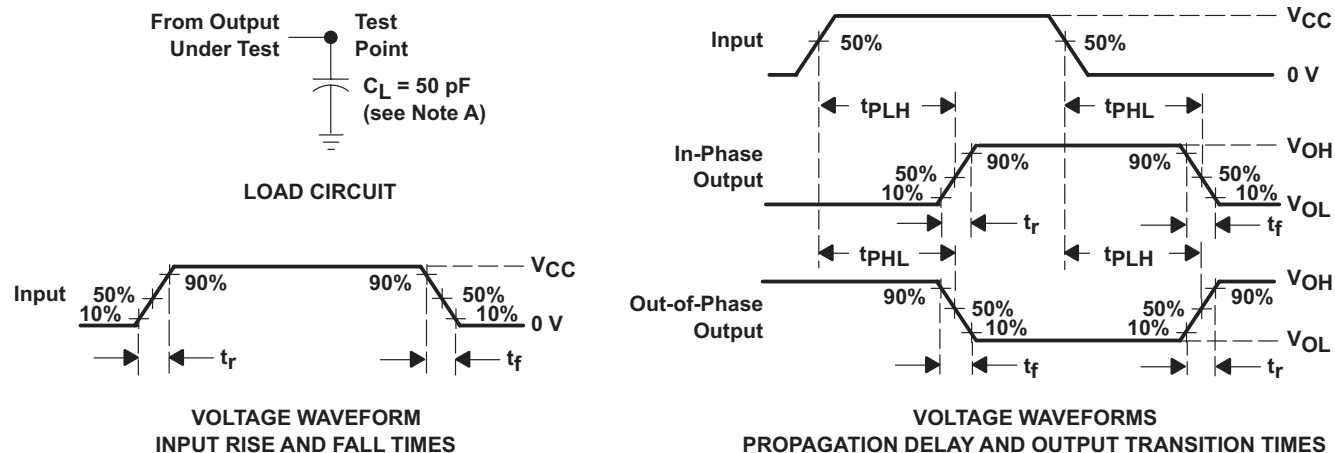 From Output
Under Test
Test
Point
CL = 50 pF
(see Note A)
LOAD CIRCUIT
Input
50%
10%
90%
90%
50%
10%
VCC
0 V
tr
tf
VOLTAGE WAVEFORM
INPUT RISE AND FALL TIMES
Input
50%
50%
VCC
0 V
tPLH
tPHL
In-Phase
Output
50%
10%
90%
90%
50%
10%
VOH
VOL
tr
tf
tPHL
tPLH
Out-of-Phase
Output
90%
50%
10%
50%
10%
90%
VOH
VOL
tf
tr
VOLTAGE WAVEFORMS
PROPAGATION DELAY AND OUTPUT TRANSITION TIMES